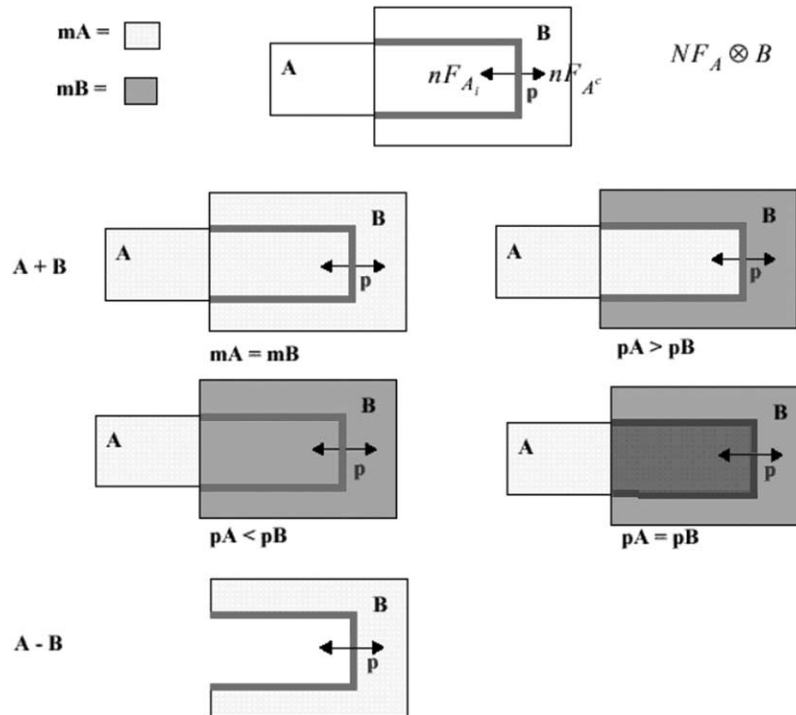 mA =
mB =
A
B
nF_{A_i}
nF_{A^c}
p
NF_A ⊗ B
A + B
A
B
p
mA = mB
A
B
p
pA > pB
A
B
p
pA < pB
A
B
p
pA = pB
A - B
B
p